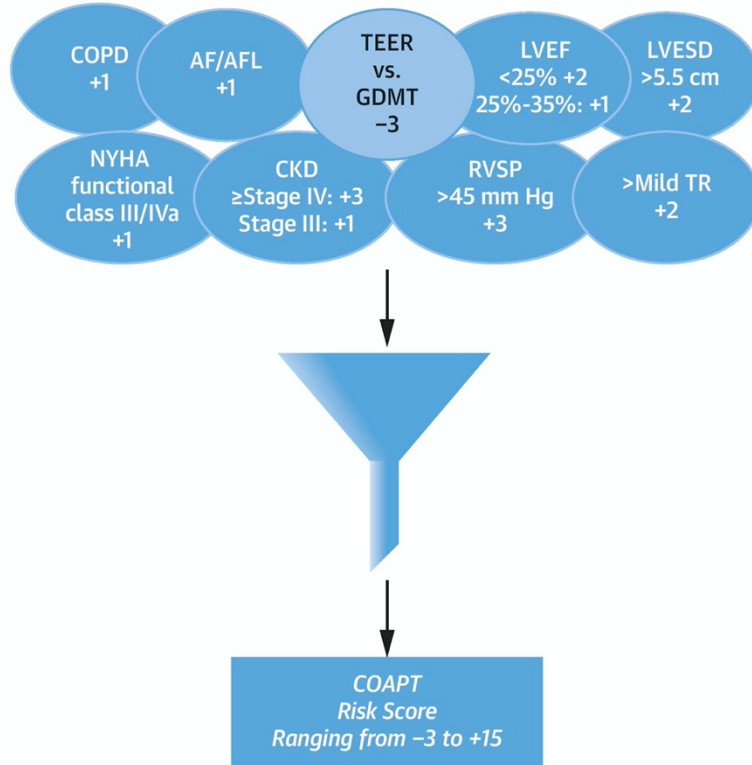 COPD
+1
AF/AFL
+1
TEER
vs.
GDMT
−3
LVEF
<25% +2
25%-35%: +1
LVESD
>5.5 cm
+2
NYHA
functional
class III/IVa
+1
CKD
≥Stage IV: +3
Stage III: +1
RVSP
>45 mm Hg
+3
>Mild TR
+2
COAPT
Risk Score
Ranging from −3 to +15